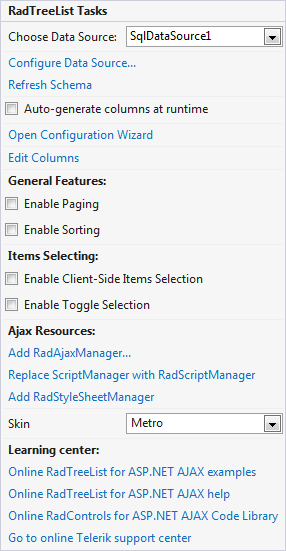 RadTreeList Tasks
Choose Data Source: SqlDataSource1
Configure Data Source...
Refresh Schema
Auto-generate columns at runtime
Open Configuration Wizard
Edit Columns
General Features:
Enable Paging
Enable Sorting
Items Selecting:
Enable Client-Side Items Selection
Enable Toggle Selection
Ajax Resources:
Add RadAjaxManager...
Replace ScriptManager with RadScriptManager
Add RadStyleSheetManager
Skin Metro
Learning center:
Online RadTreeList for ASP.NET AJAX examples
Online RadTreeList for ASP.NET AJAX help
Online RadControls for ASP.NET AJAX Code Library
Go to online Telerik support center